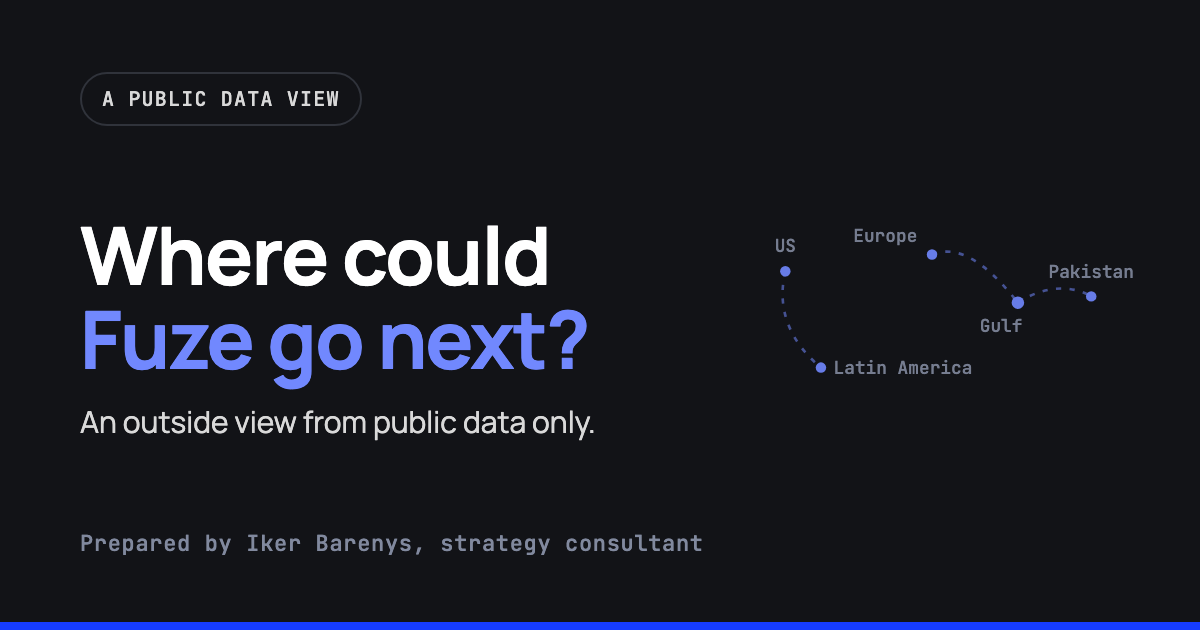 A PUBLIC DATA VIEW
Where could
Fuze go next?
An outside view from public data only.
US
Europe
Pakistan
Gulf
Latin America
Prepared by Iker Barenys, strategy consultant